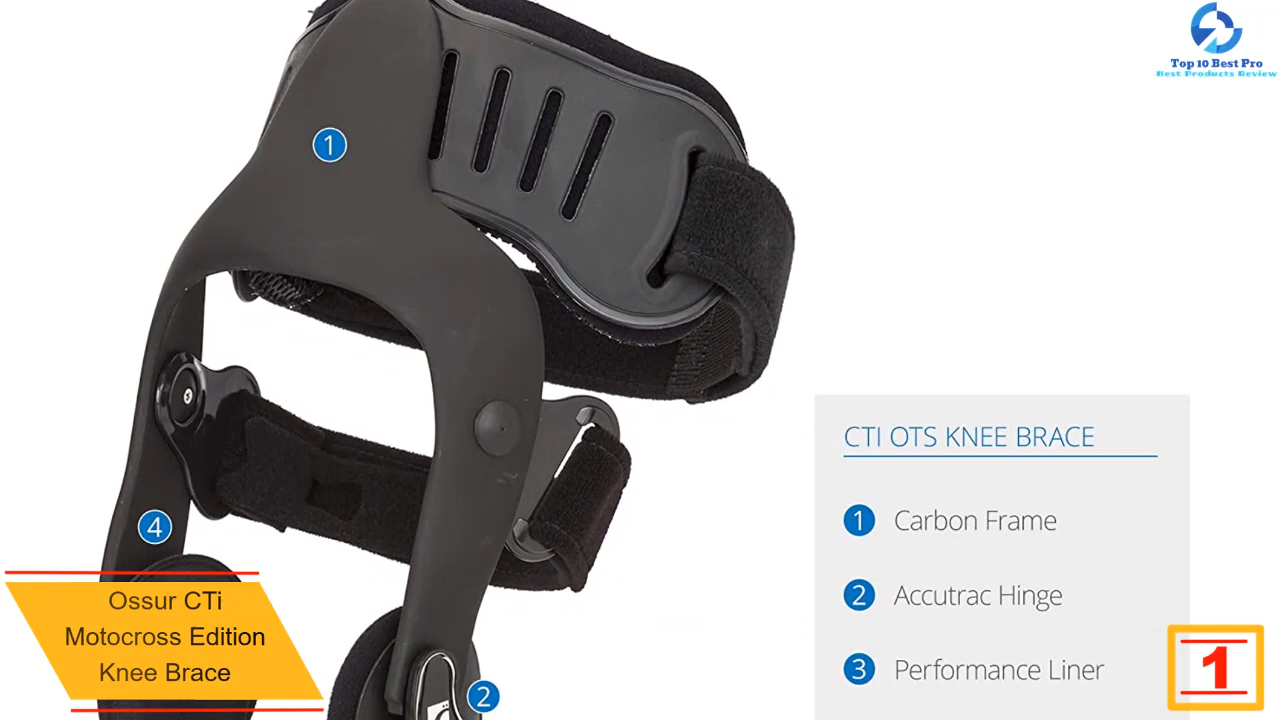 Top 10 Best Pro
Best Products Review
1
CTI OTS KNEE BRACE
1 Carbon Frame
2 Accutrac Hinge
3 Performance Liner
4
2
Ossur CTi
Motocross Edition
Knee Brace
1